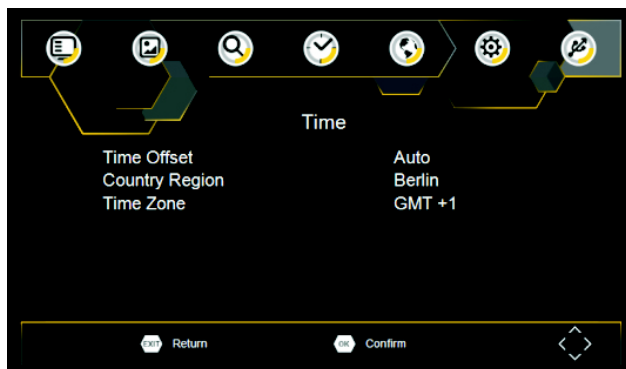 Time
Time Offset Auto
Country Region Berlin
Time Zone GMT +1
EXIT Return OK Confirm